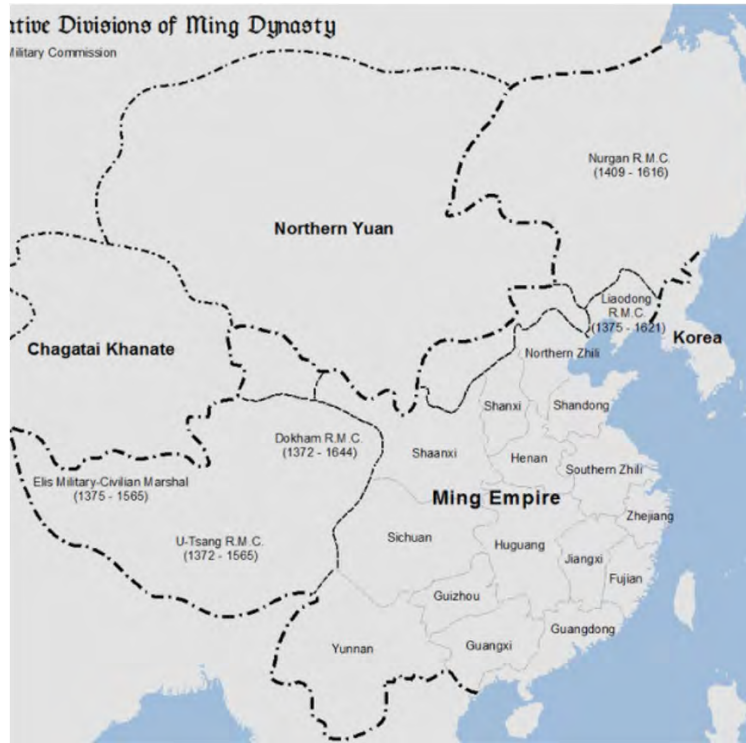 ative Divisions of Ming Dynasty
Military Commission
Nurgan R.M.C.
(1409 - 1616)
Northern Yuan
Liaodong
R.M.C.
(1375 - 1621)
Korea
Chagatai Khanate
Northern Zhili
Shanxi
Shandong
Dokham R.M.C.
(1372 - 1644)
Shaanxi
Henan
Southern Zhili
Elis Military-Civilian Marshal
(1375 - 1565)
Ming Empire
Zhejiang
U-Tsang R.M.C.
(1372 - 1565)
Sichuan
Huguang
Jiangxi
Fujian
Guizhou
Guangdong
Yunnan
Guangxi